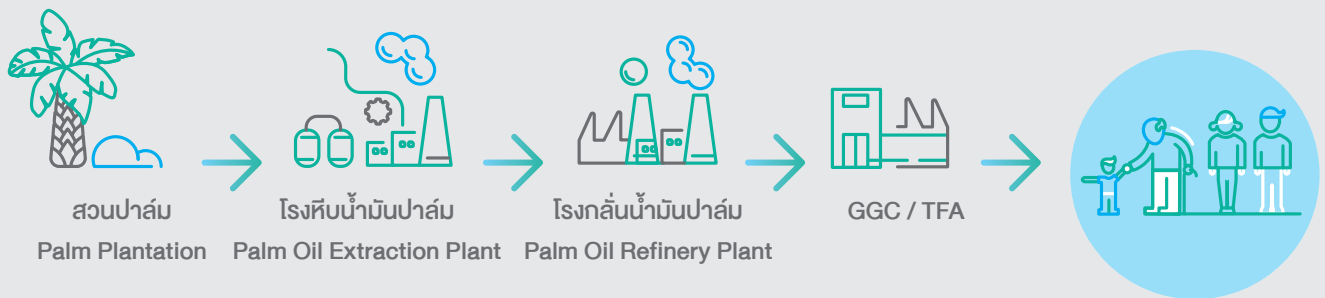 สวนปาล์ม
Palm Plantation
โรงหีบน้ำมันปาล์ม
Palm Oil Extraction Plant
โรงกลั่นน้ำมันปาล์ม
Palm Oil Refinery Plant
GGC / TFA